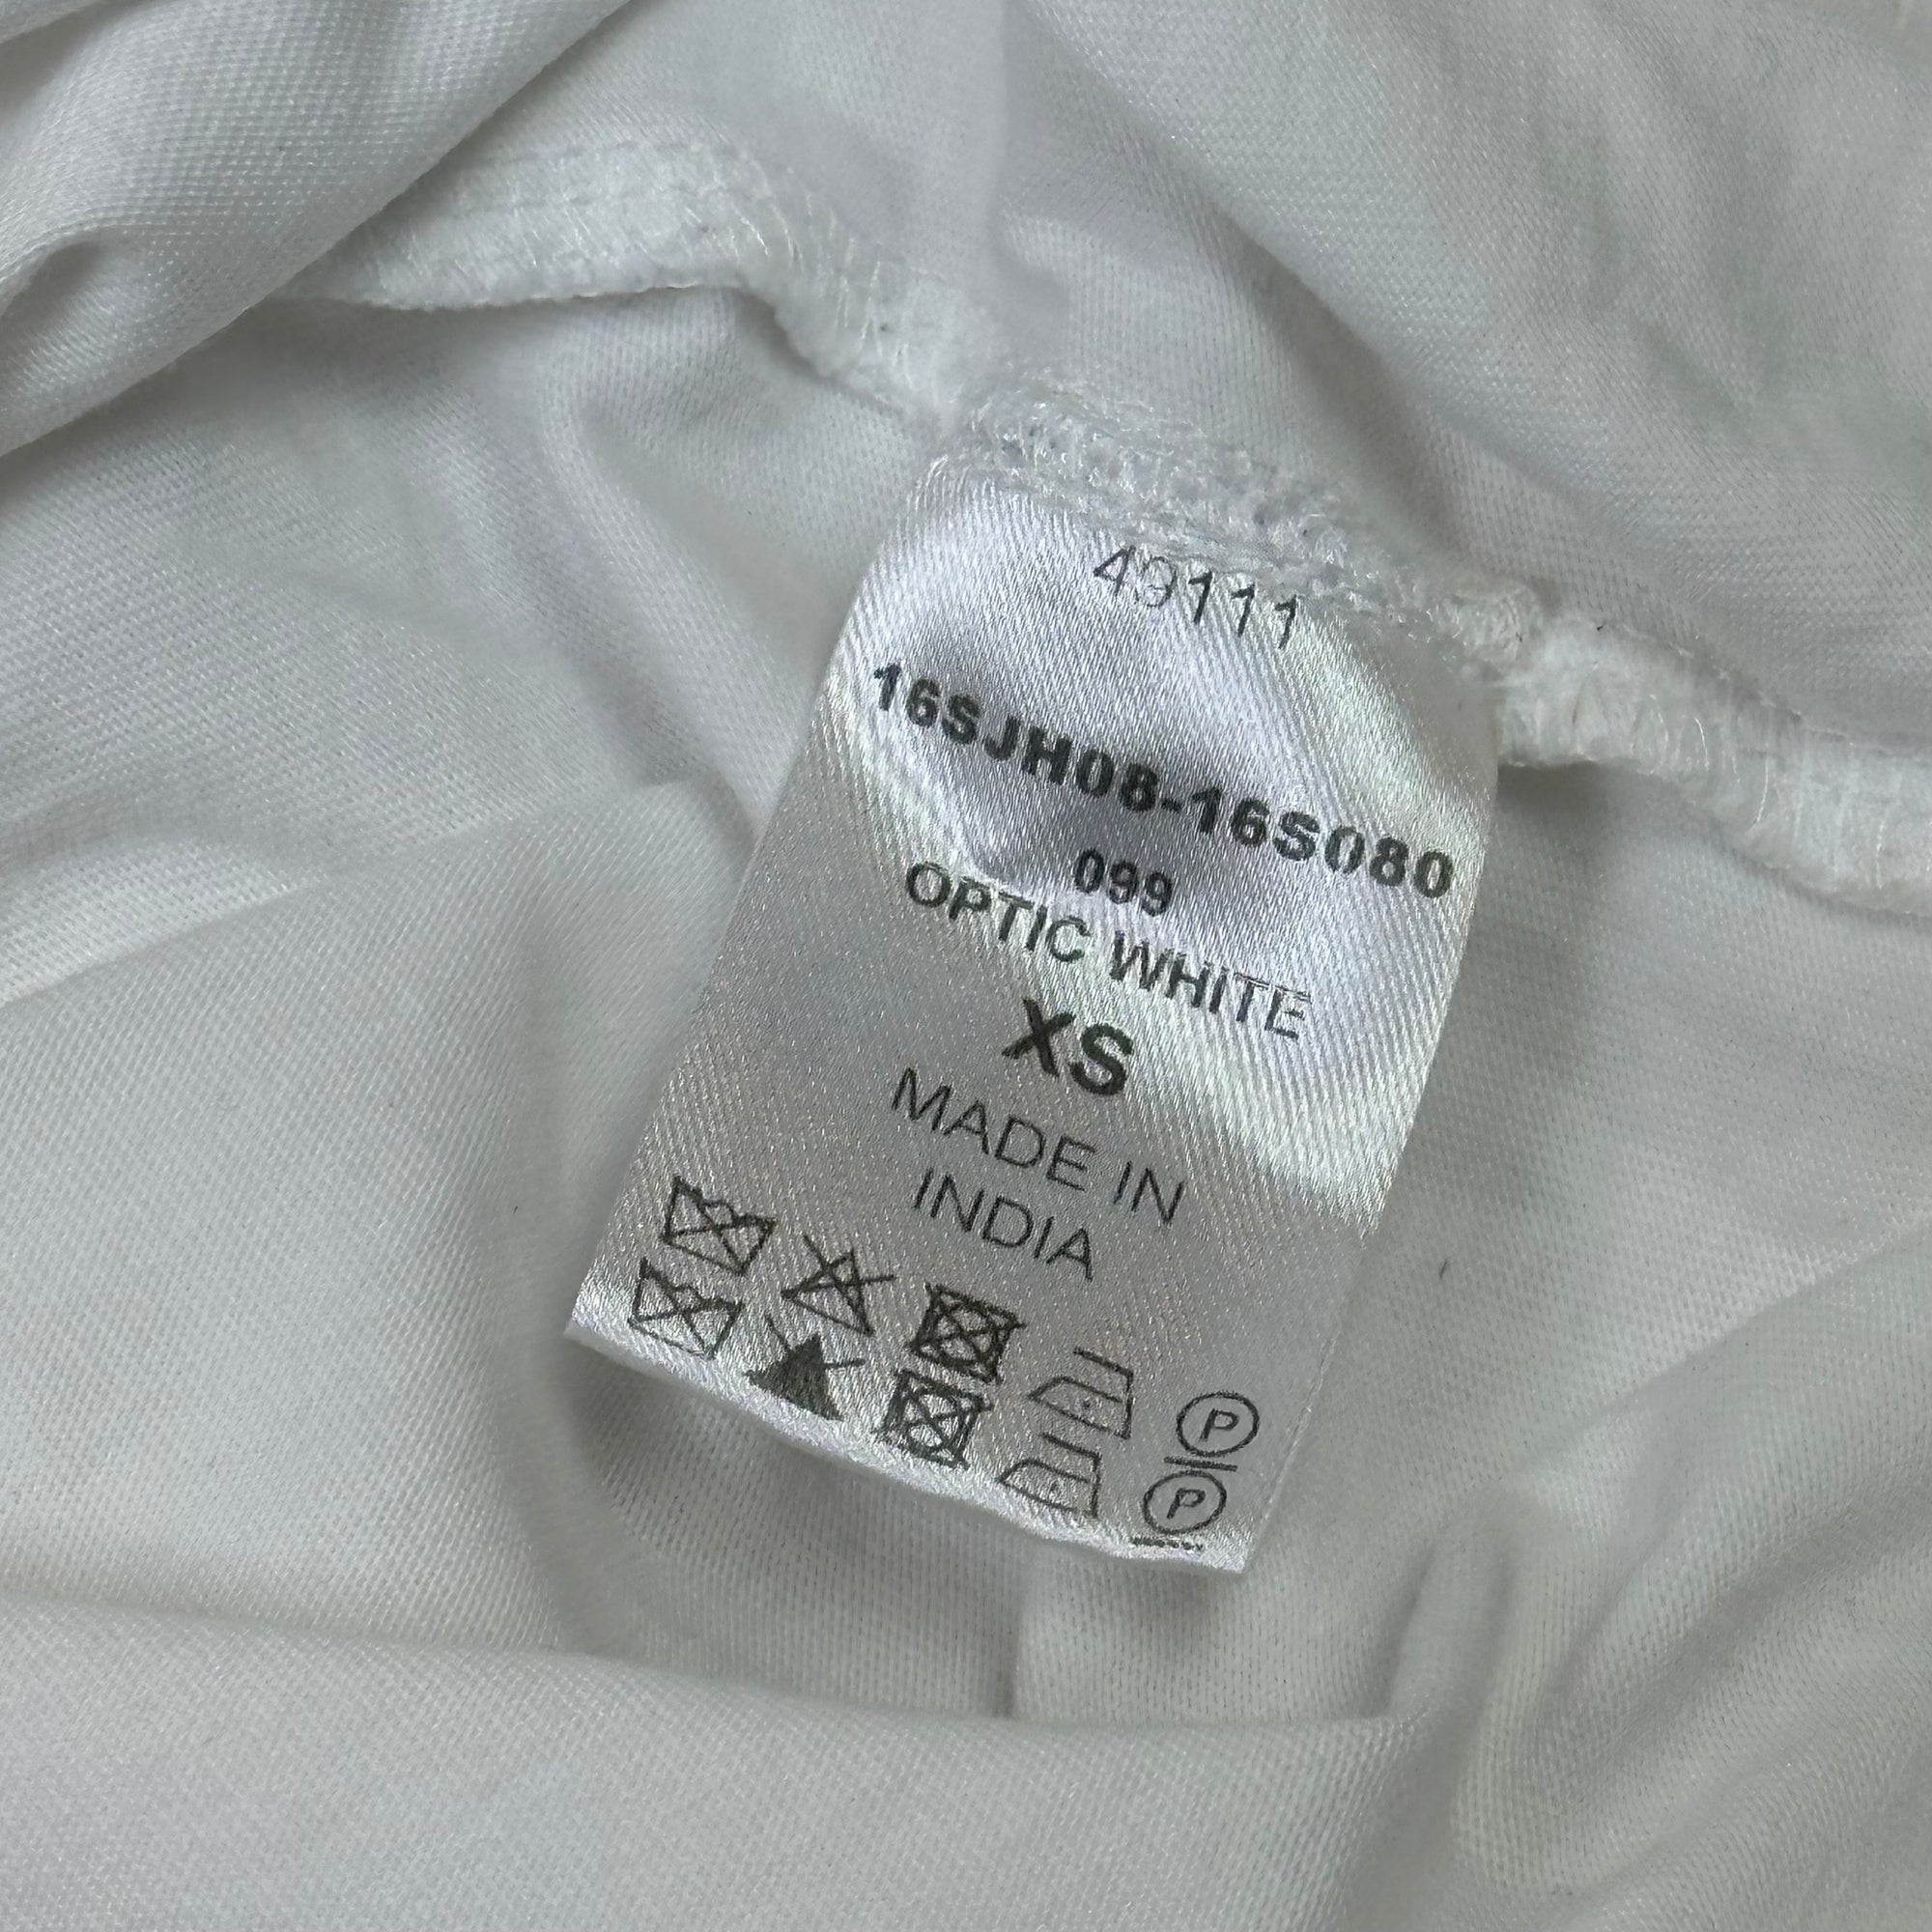 49111
16SJH08-16S080
099
OPTIC WHITE
XS
MADE IN
INDIA
P
P